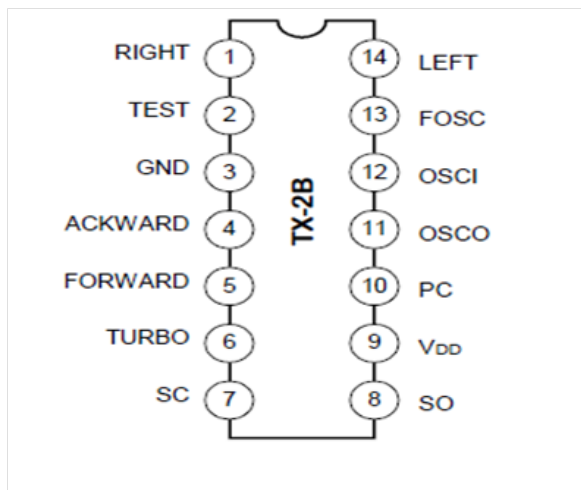 RIGHT 1 14 LEFT
TEST 2 13 FOSC
GND 3 12 OSCI
ACKWARD 4 11 OSCO
FORWARD 5 10 PC
TURBO 6 9 VDD
SC 7 8 SO
TX-2B